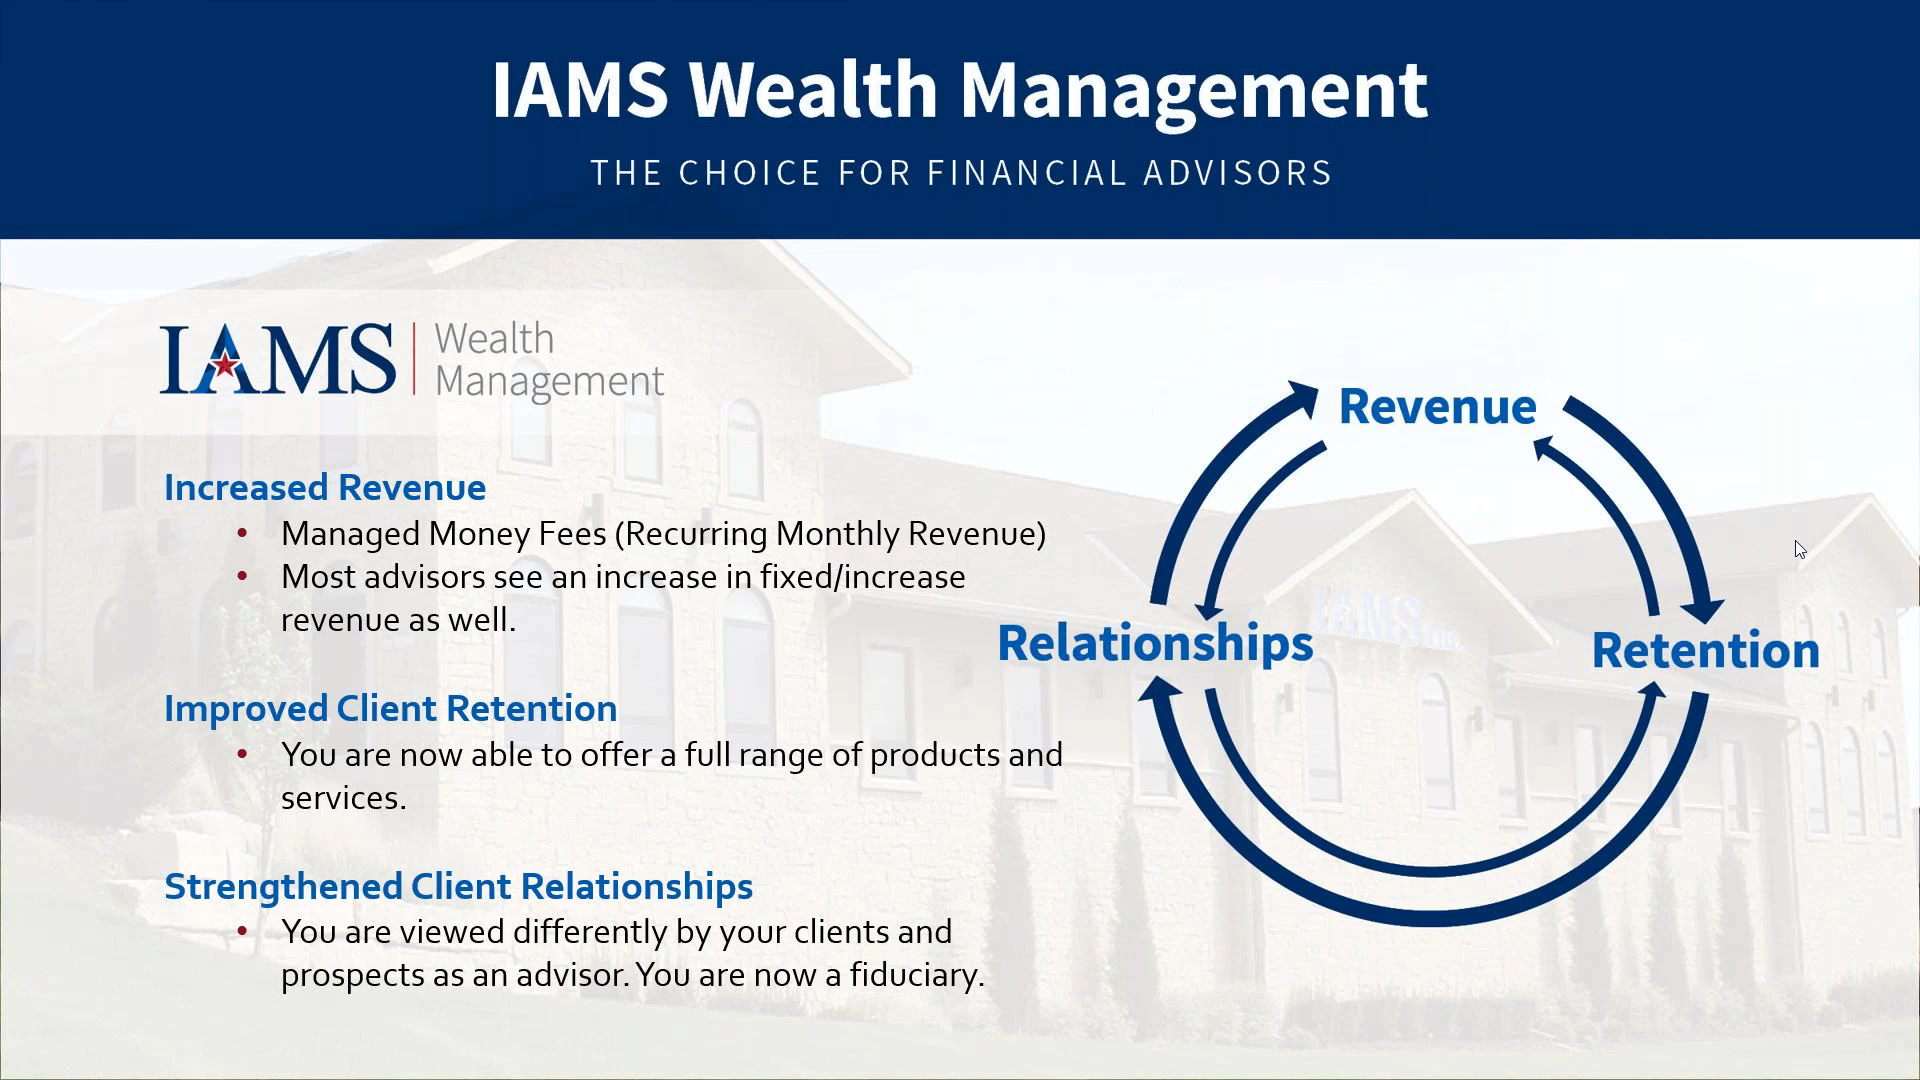 IAMS Wealth Management
THE CHOICE FOR FINANCIAL ADVISORS
IAMS
Wealth
Management
Increased Revenue
• Managed Money Fees (Recurring Monthly Revenue)
• Most advisors see an increase in fixed/increase
revenue as well.
Improved Client Retention
• You are now able to offer a full range of products and
services.
Strengthened Client Relationships
• You are viewed differently by your clients and
prospects as an advisor. You are now a fiduciary.
Revenue
Relationships
Retention
IAMS Inc.